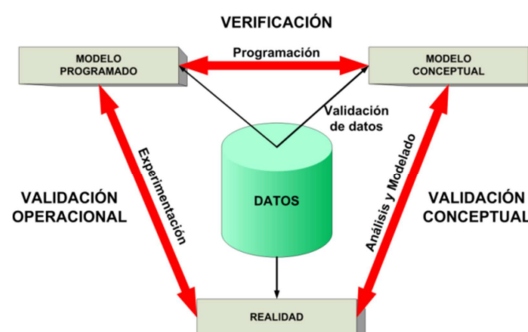 VERIFICACIÓN
MODELO
PROGRAMADO
Programación
MODELO
CONCEPTUAL
Validación
de datos
Experimentación
DATOS
Análisis y Modelado
VALIDACIÓN
OPERACIONAL
VALIDACIÓN
CONCEPTUAL
REALIDAD